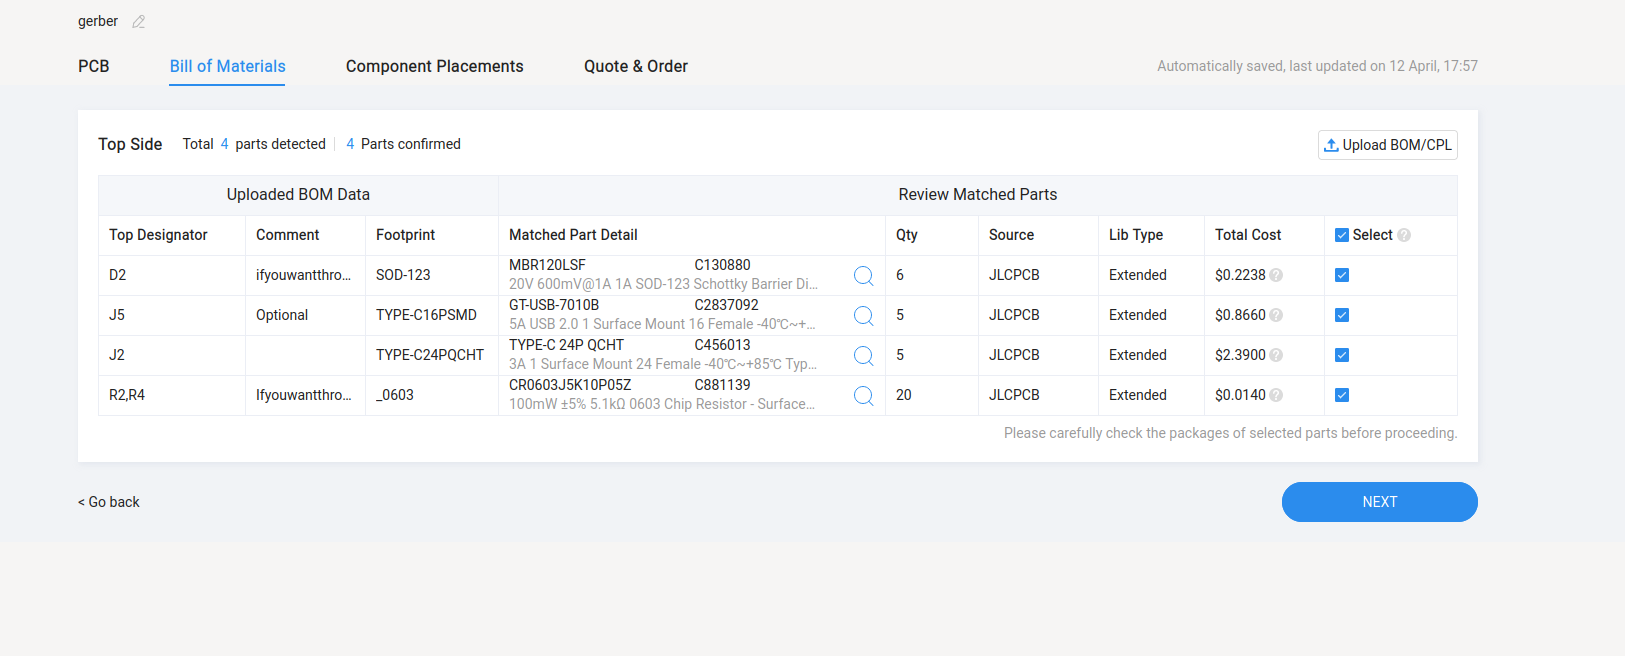 gerber
PCB Bill of Materials Component Placements Quote & Order Automatically saved, last updated on 12 April, 17:57
Top Side Total 4 parts detected 4 Parts confirmed Upload BOM/CPL
Uploaded BOM Data Review Matched Parts
Top Designator Comment Footprint Matched Part Detail Qty Source Lib Type Total Cost Select ?
D2 ifyouwantthro... SOD-123 MBR120LSF C130880 6 JLCPCB Extended $0.2238 ?
20V 600mV@1A 1A SOD-123 Schottky Barrier Di...
J5 Optional TYPE-C16PSMD GT-USB-7010B C2837092 5 JLCPCB Extended $0.8660 ?
5A USB 2.0 1 Surface Mount 16 Female -40℃~+...
J2 TYPE-C24PQCHT TYPE-C 24P QCHT C456013 5 JLCPCB Extended $2.3900 ?
3A 1 Surface Mount 24 Female -40℃~+85℃ Typ...
R2,R4 Ifyouwantthro... _0603 CR0603J5K10P05Z C881139 20 JLCPCB Extended $0.0140 ?
100mW ±5% 5.1kΩ 0603 Chip Resistor - Surface...
Please carefully check the packages of selected parts before proceeding.
< Go back NEXT